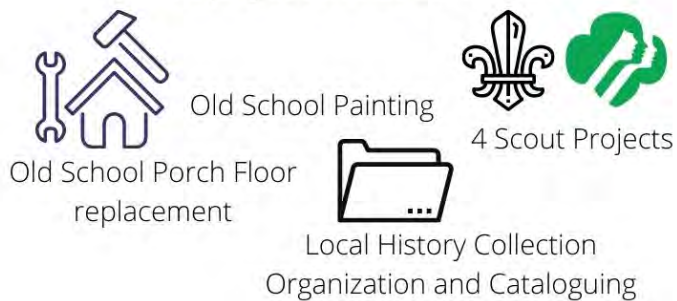 Old School Painting
4 Scout Projects
Old School Porch Floor
replacement
Local History Collection
Organization and Cataloguing